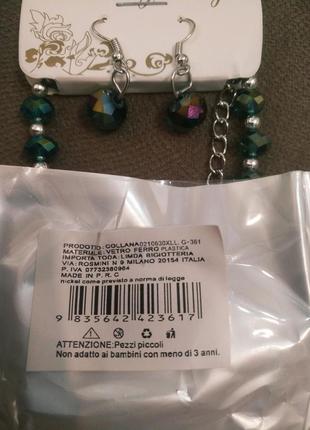 PRODOTTO: COLLANA0210630XLL. G-361
MATERIALE: VETRO FERRO PLASTICA
IMPORTA TODA: LIMDA BIGIOTTERIA
VIA: ROSMINI N 9 MILANO 20154 ITALIA
P. IVA 07732380964
MADE IN P. R. C
nickel come previsto a norma di legge
9 835642 423617
ATTENZIONE: Pezzi piccoli
Non adatto ai bambini con meno di 3 anni.